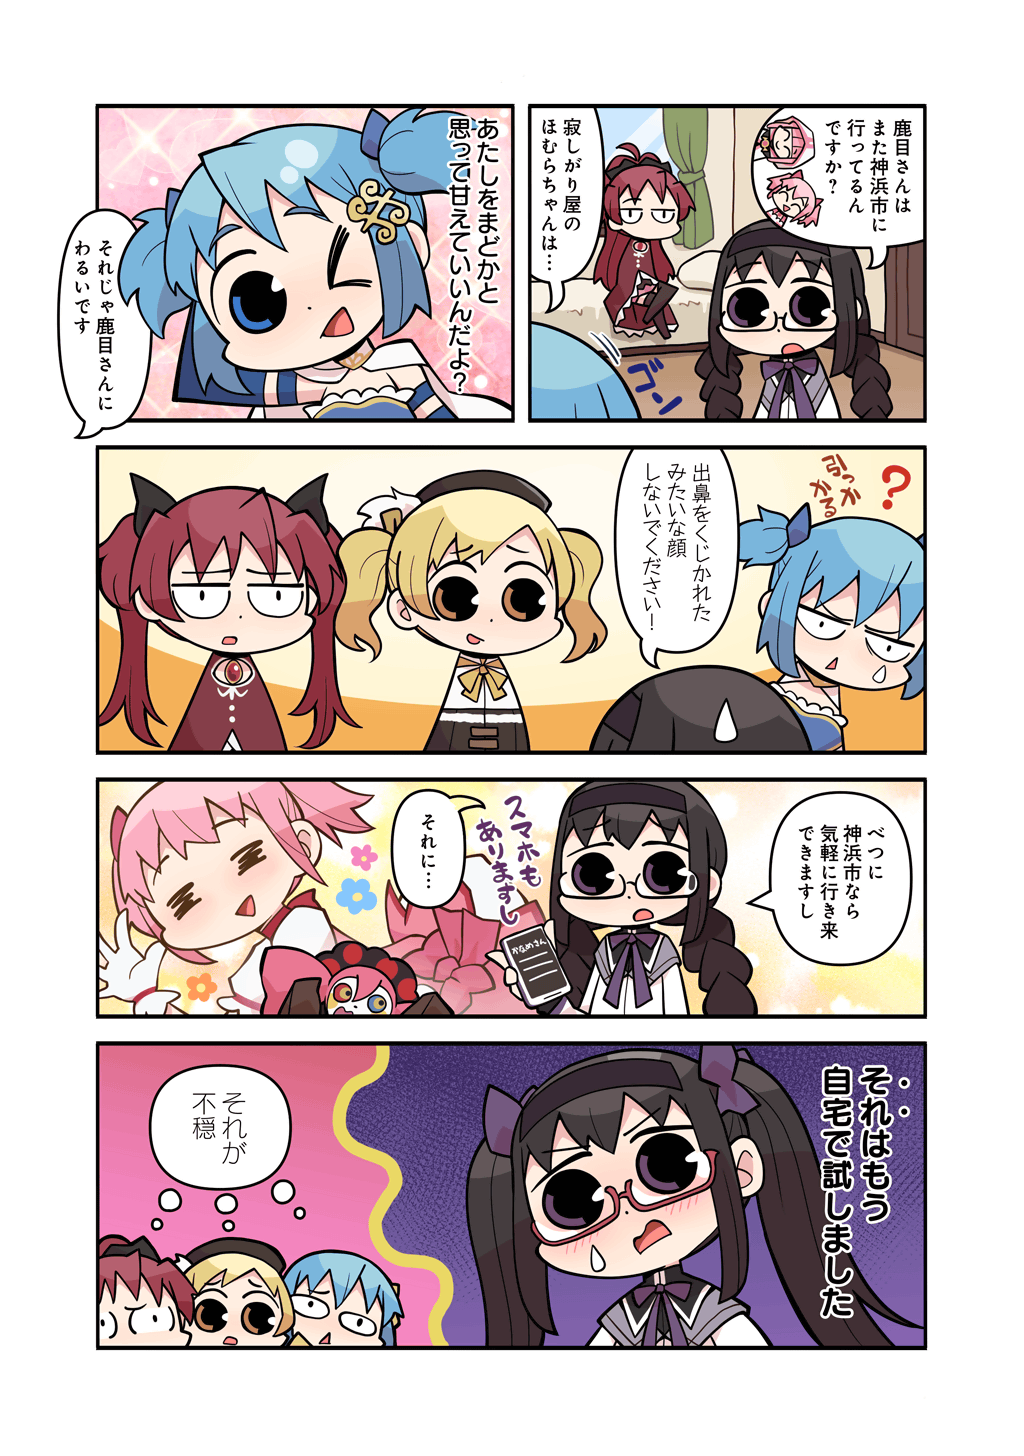 鹿目さんは
また神浜市に
行ってるん
ですか？
寂しがり屋の
ほむらちゃんは…
ゴン
あたしをまどかと
思って甘えていいんだよ？
それじゃ鹿目さんに
わるいです
？
引っか
かる
出鼻をくじかれた
みたいな顔
しないでください！
べつに
神浜市なら
気軽に行き来
できますし
スマホも
ありますし
かなめさん
それに…
それはもう
自宅で試しました
それが
不穏